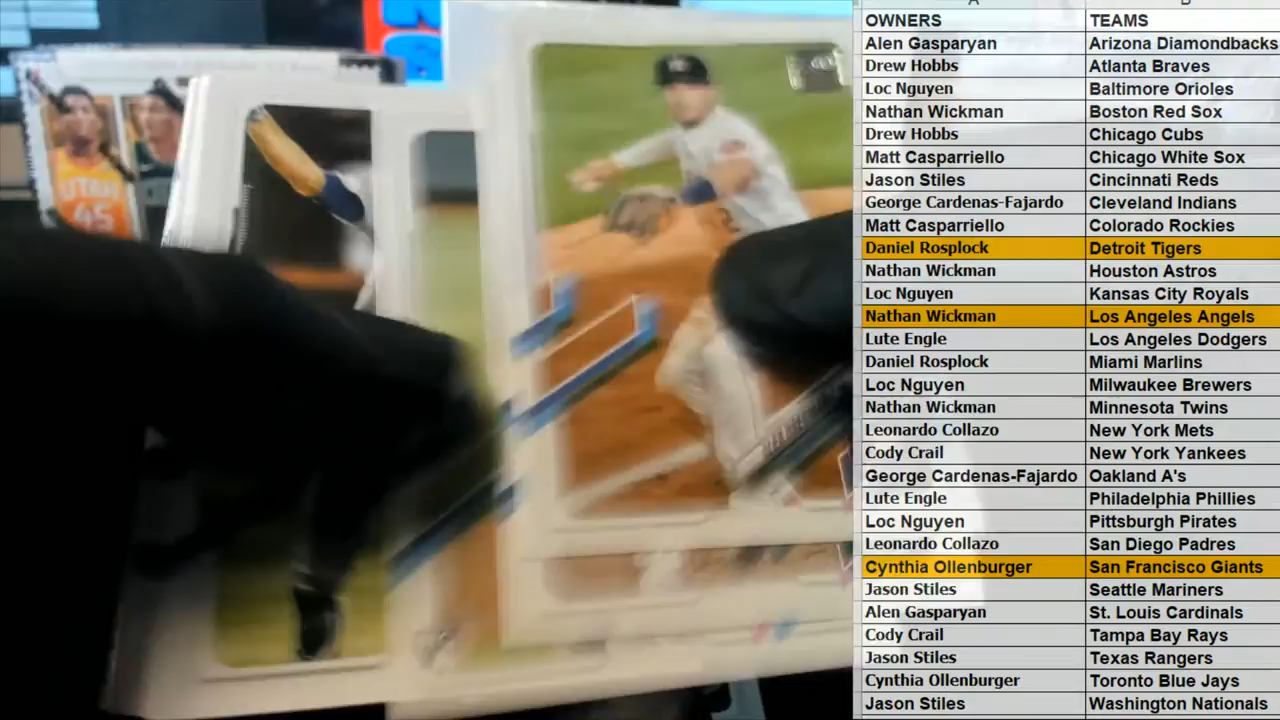 A B
OWNERS TEAMS
Alen Gasparyan Arizona Diamondbacks
Drew Hobbs Atlanta Braves
Loc Nguyen Baltimore Orioles
Nathan Wickman Boston Red Sox
Drew Hobbs Chicago Cubs
Matt Casparriello Chicago White Sox
Jason Stiles Cincinnati Reds
George Cardenas-Fajardo Cleveland Indians
Matt Casparriello Colorado Rockies
Daniel Rosplock Detroit Tigers
Nathan Wickman Houston Astros
Loc Nguyen Kansas City Royals
Nathan Wickman Los Angeles Angels
Lute Engle Los Angeles Dodgers
Daniel Rosplock Miami Marlins
Loc Nguyen Milwaukee Brewers
Nathan Wickman Minnesota Twins
Leonardo Collazo New York Mets
Cody Crail New York Yankees
George Cardenas-Fajardo Oakland A's
Lute Engle Philadelphia Phillies
Loc Nguyen Pittsburgh Pirates
Leonardo Collazo San Diego Padres
Cynthia Ollenburger San Francisco Giants
Jason Stiles Seattle Mariners
Alen Gasparyan St. Louis Cardinals
Cody Crail Tampa Bay Rays
Jason Stiles Texas Rangers
Cynthia Ollenburger Toronto Blue Jays
Jason Stiles Washington Nationals
UTAH
45